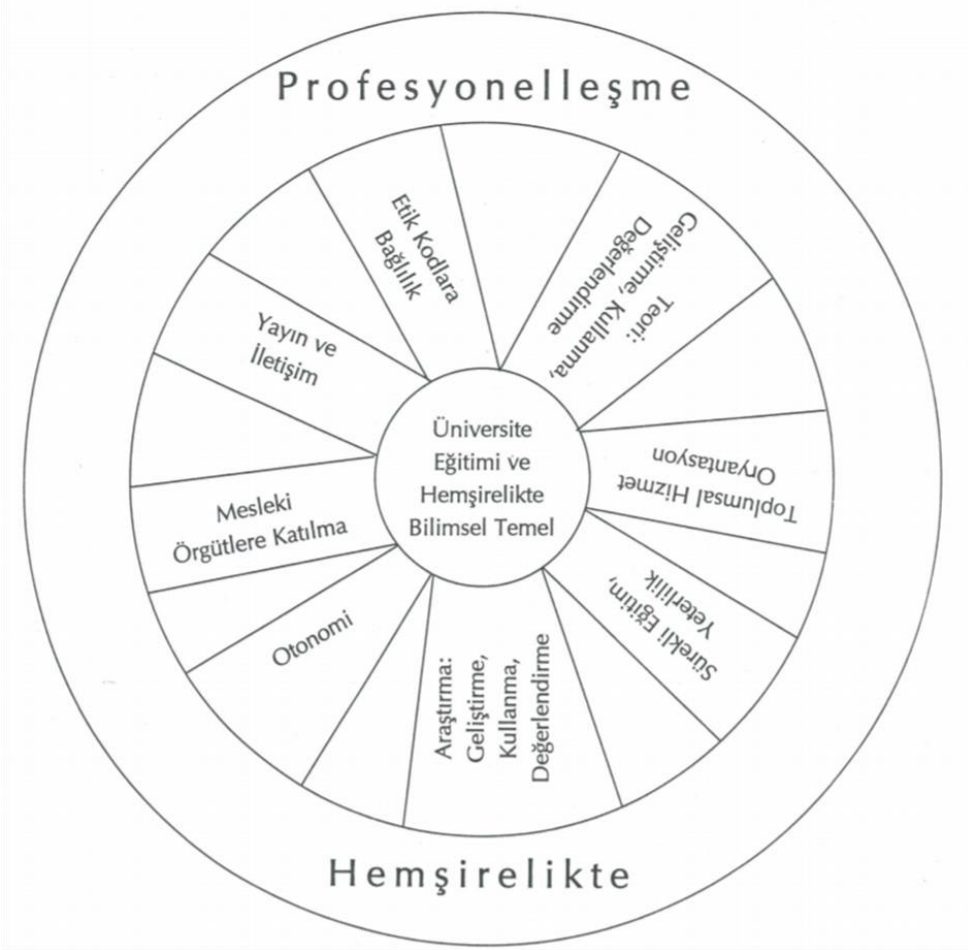 Profesyonelleşme
Etik Kodlara
Bağlılık
Teori:
Geliştirme, Kullanma,
Değerlendirme
Yayın ve
İletişim
Üniversite
Eğitimi ve
Hemşirelikte
Bilimsel Temel
Toplumsal Hizmet
Oryantasyon
Mesleki
Örgütlere Katılma
Sürekli Eğitim,
Yeterlilik
Otonomi
Araştırma:
Geliştirme,
Kullanma,
Değerlendirme
Hemşirelikte